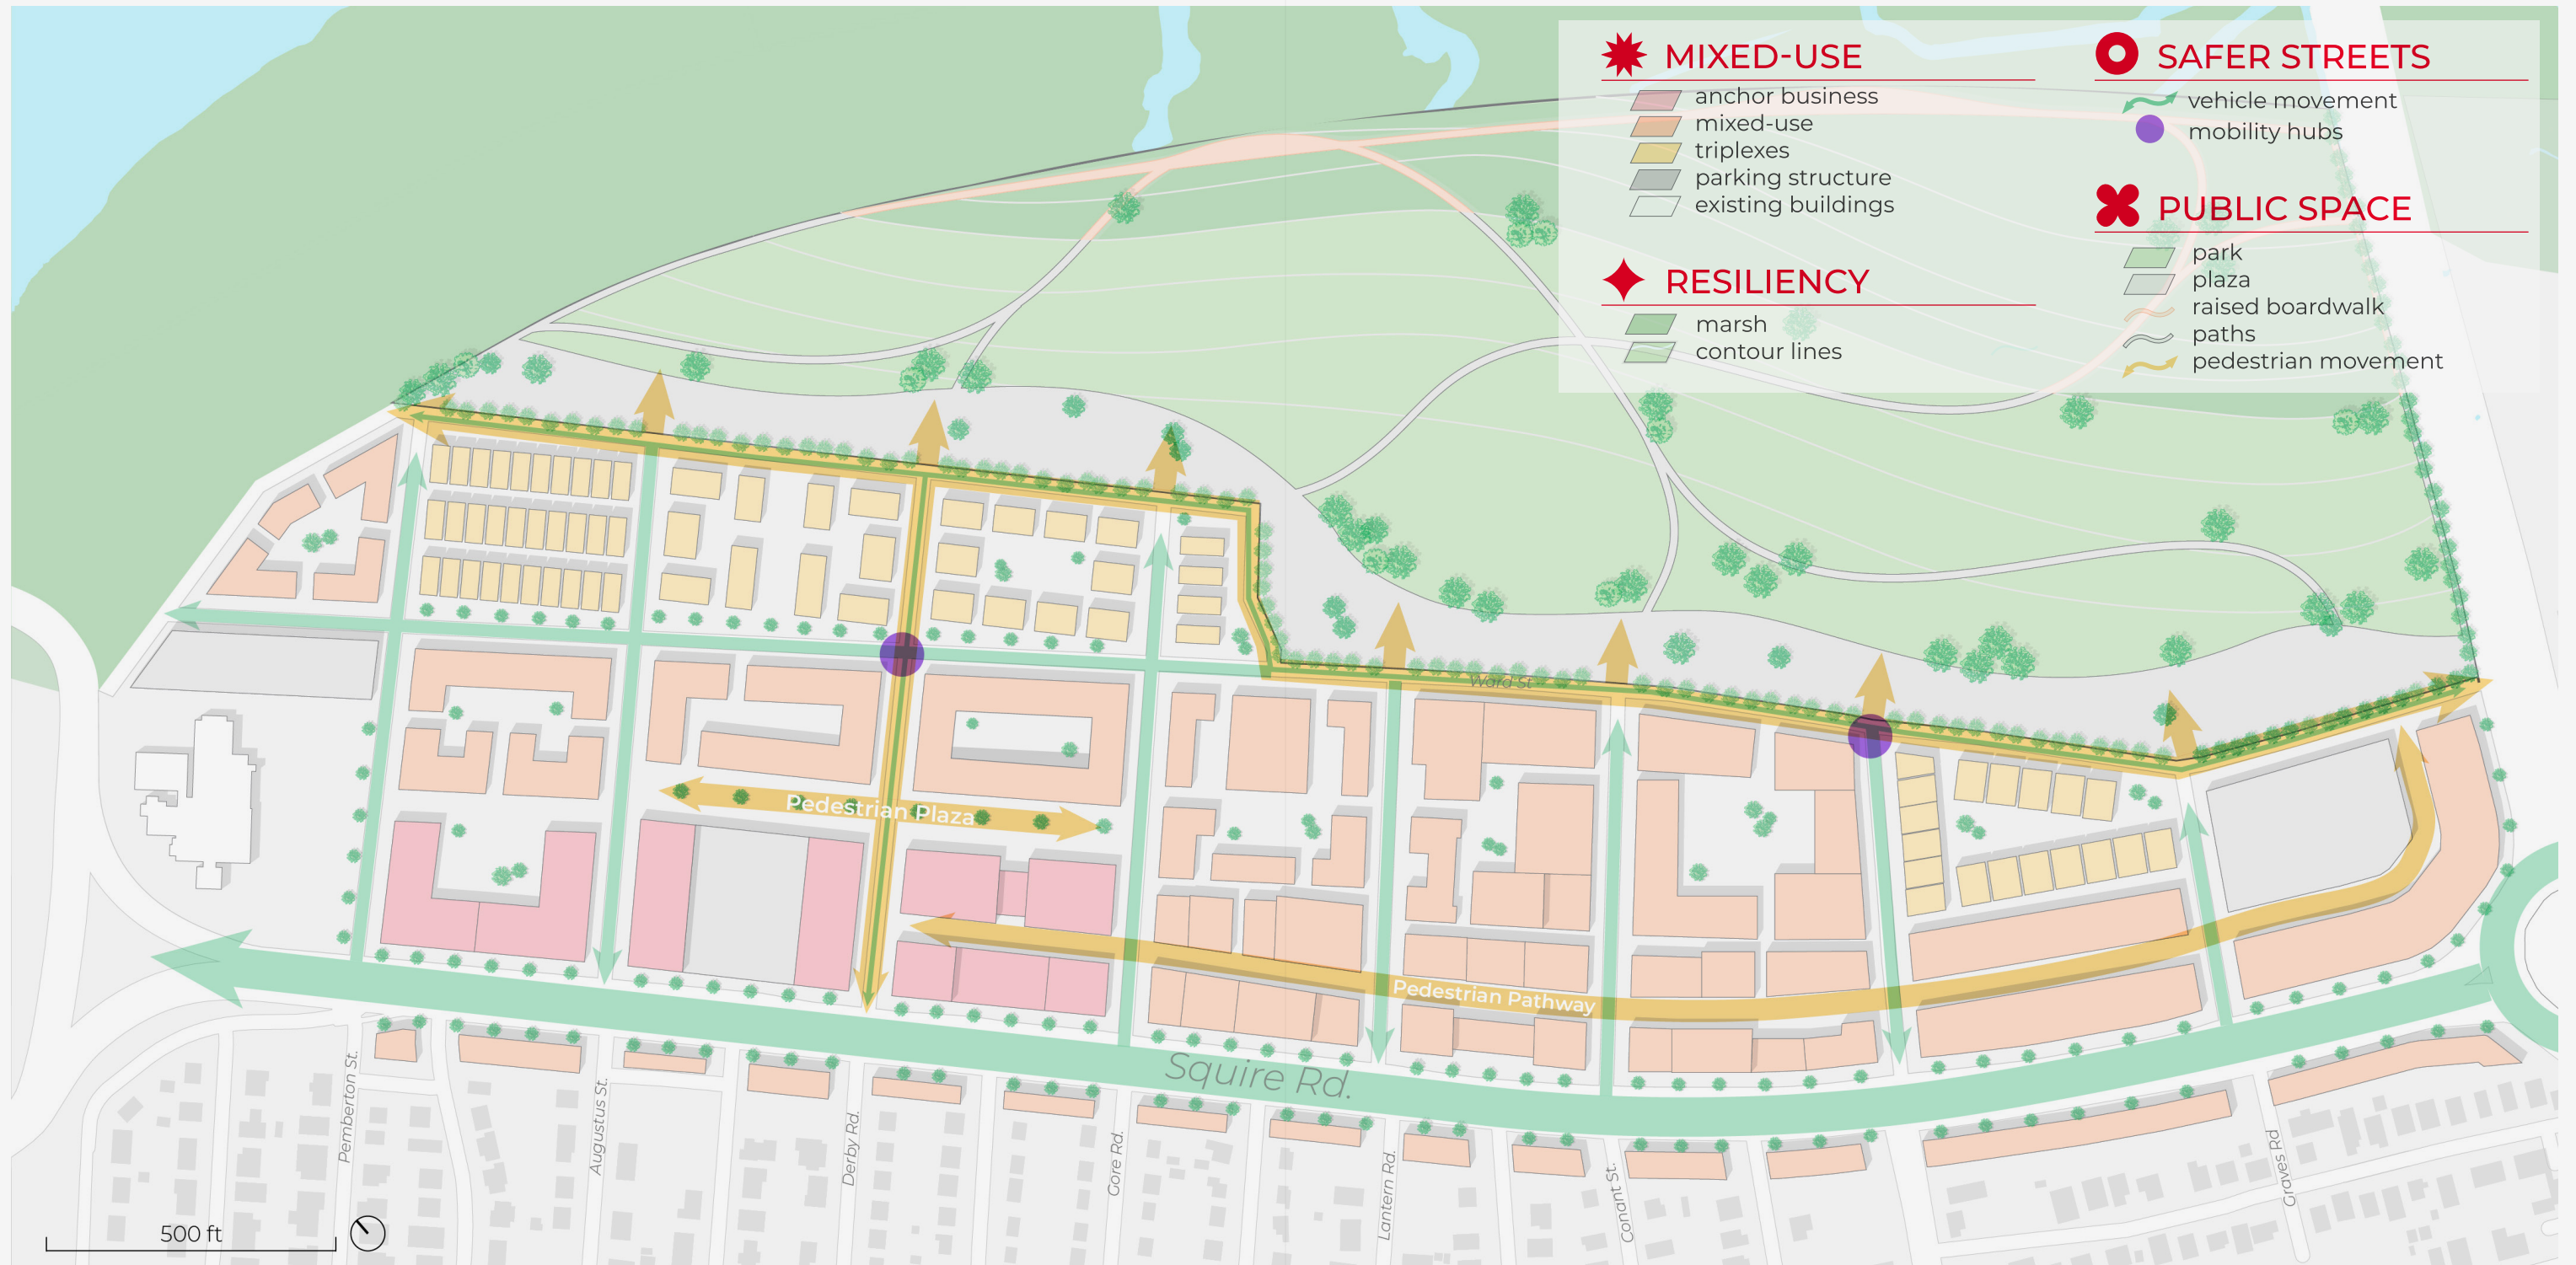 MIXED-USE
anchor business
mixed-use
triplexes
parking structure
existing buildings
RESILIENCY
marsh
contour lines
SAFER STREETS
vehicle movement
mobility hubs
PUBLIC SPACE
park
plaza
raised boardwalk
paths
pedestrian movement
Ward St
Pedestrian Plaza
Pedestrian Pathway
Squire Rd.
Pemberton St.
Augustus St.
Derby Rd.
Gore Rd.
Lantern Rd.
Conant St.
Graves Rd
500 ft